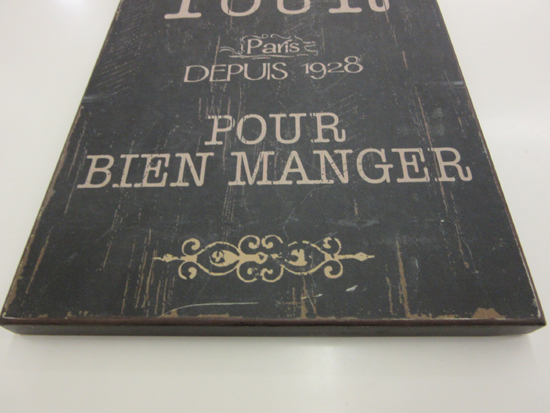 Paris
DEPUIS 1928
POUR
BIEN MANGER